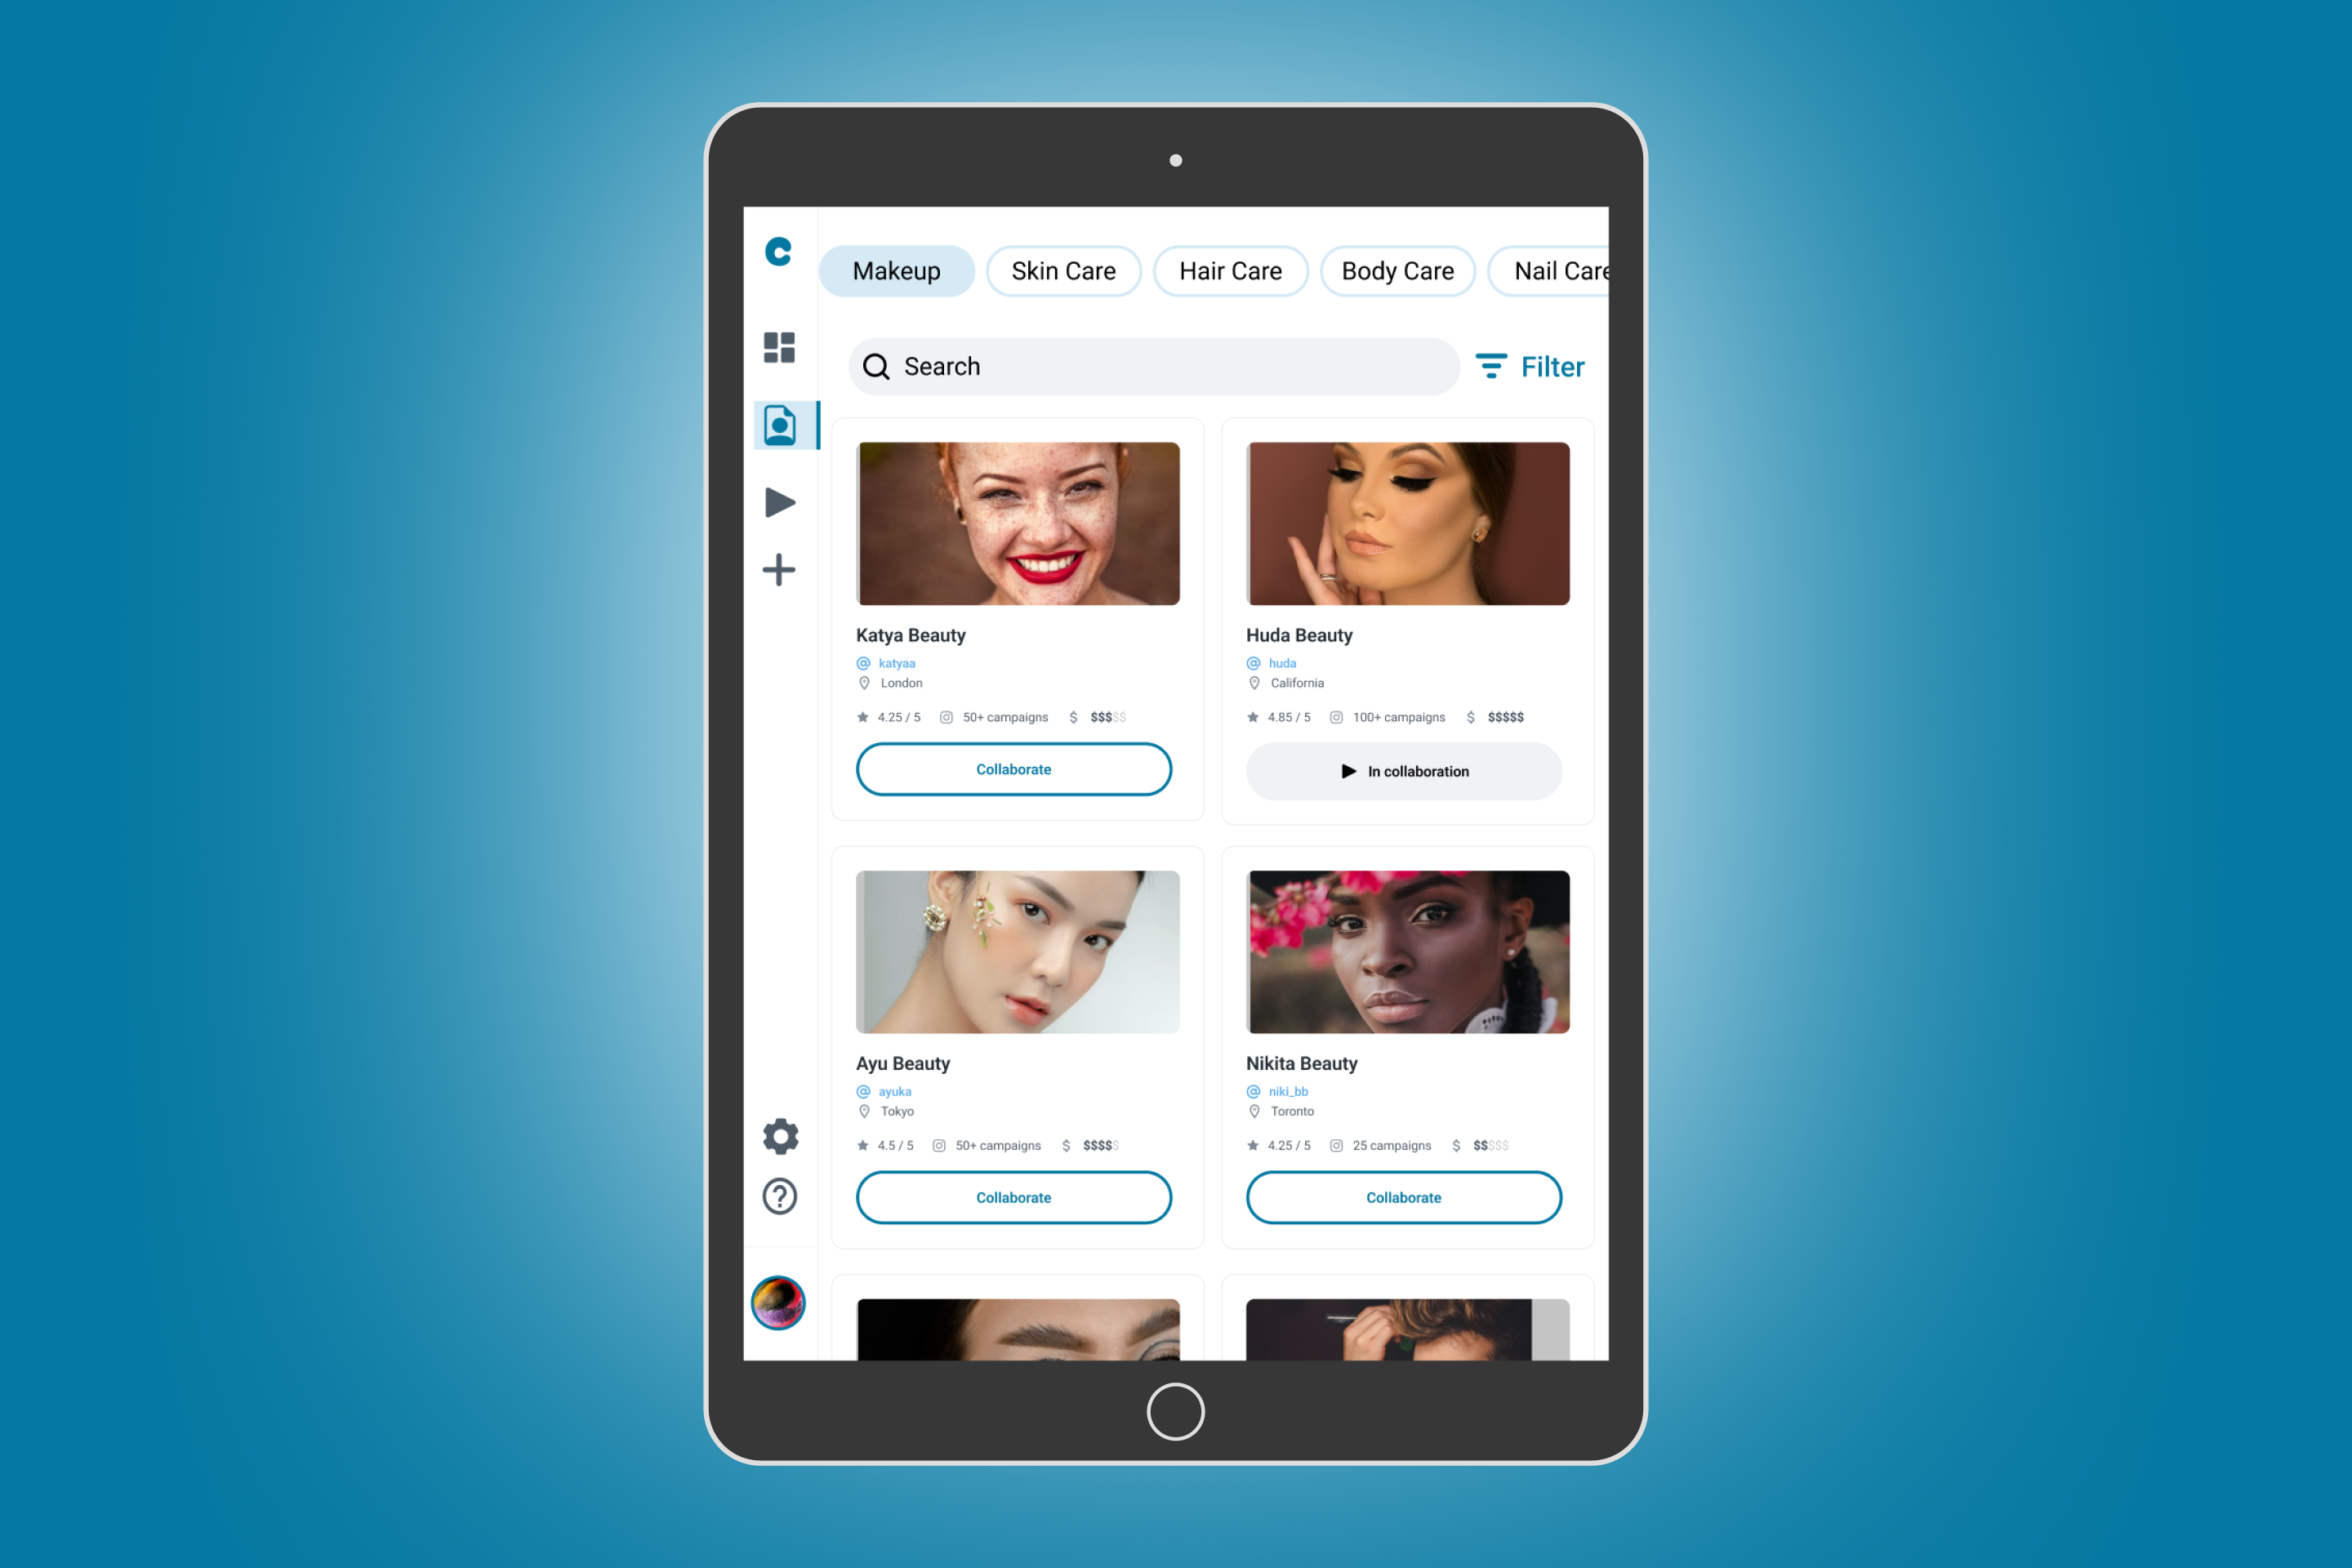 c
Makeup Skin Care Hair Care Body Care Nail Care
Search Filter
Katya Beauty
@ katyaa
London
4.25 / 5 50+ campaigns $ $$$$$
Collaborate
Huda Beauty
@ huda
California
4.85 / 5 100+ campaigns $ $$$$$
In collaboration
Ayu Beauty
@ ayuka
Tokyo
4.5 / 5 50+ campaigns $ $$$$$
Collaborate
Nikita Beauty
@ niki_bb
Toronto
4.25 / 5 25 campaigns $ $$$$$
Collaborate
?